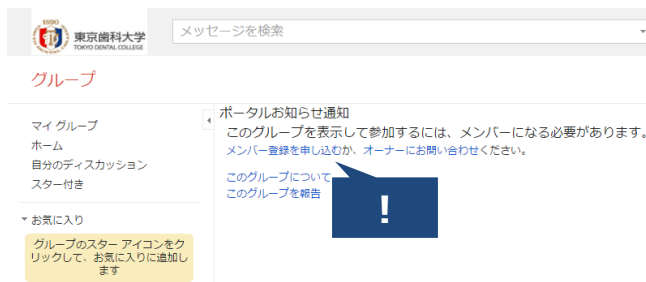 1890
東京歯科大学
TOKYO DENTAL COLLEGE
メッセージを検索
グループ
マイ グループ
ホーム
自分のディスカッション
スター付き
お気に入り
グループのスター アイコンをク
リックして、お気に入りに追加し
ます
ポータルお知らせ通知
このグループを表示して参加するには、メンバーになる必要があります。
メンバー登録を申し込むか、オーナーにお問い合わせください。
このグループについて
このグループを報告
!